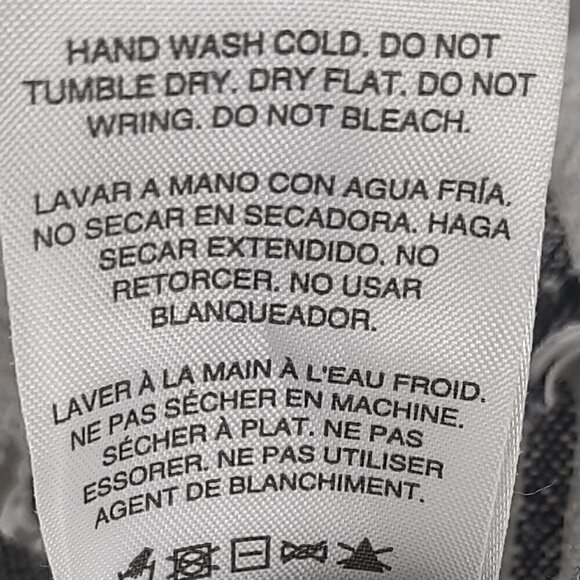 HAND WASH COLD. DO NOT
TUMBLE DRY. DRY FLAT. DO NOT
WRING. DO NOT BLEACH.
LAVAR A MANO CON AGUA FRÍA.
NO SECAR EN SECADORA. HAGA
SECAR EXTENDIDO. NO
RETORCER. NO USAR
BLANQUEADOR.
LAVER À LA MAIN À L'EAU FROID.
NE PAS SÉCHER EN MACHINE.
SÉCHER À PLAT. NE PAS
ESSORER. NE PAS UTILISER
AGENT DE BLANCHIMENT.